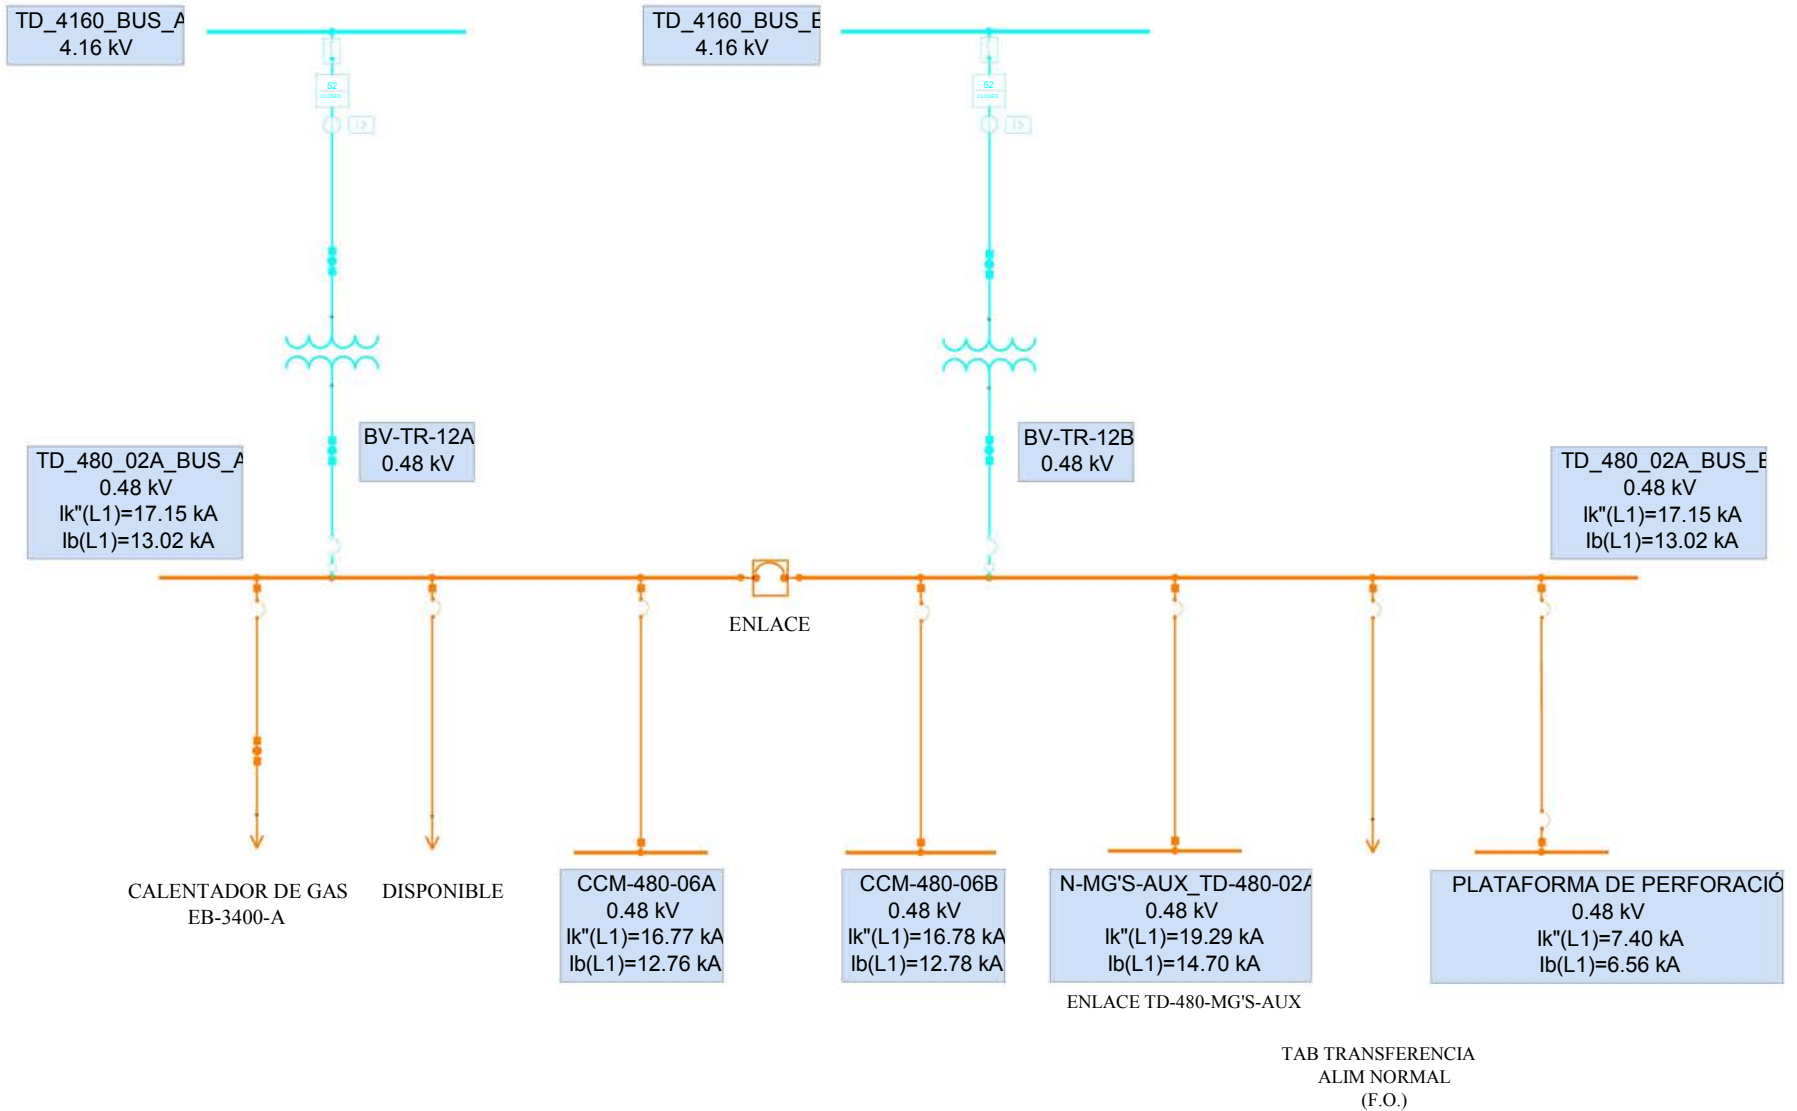 TD_4160_BUS_A
4.16 kV
TD_4160_BUS_B
4.16 kV
52
CLOSED
I>
52
CLOSED
I>
BV-TR-12A
0.48 kV
BV-TR-12B
0.48 kV
TD_480_02A_BUS_A
0.48 kV
Ik"(L1)=17.15 kA
Ib(L1)=13.02 kA
TD_480_02A_BUS_B
0.48 kV
Ik"(L1)=17.15 kA
Ib(L1)=13.02 kA
ENLACE
CALENTADOR DE GAS
EB-3400-A
DISPONIBLE
CCM-480-06A
0.48 kV
Ik"(L1)=16.77 kA
Ib(L1)=12.76 kA
CCM-480-06B
0.48 kV
Ik"(L1)=16.78 kA
Ib(L1)=12.78 kA
N-MG'S-AUX_TD-480-02A
0.48 kV
Ik"(L1)=19.29 kA
Ib(L1)=14.70 kA
ENLACE TD-480-MG'S-AUX
TAB TRANSFERENCIA
ALIM NORMAL
(F.O.)
PLATAFORMA DE PERFORACIÓ
0.48 kV
Ik"(L1)=7.40 kA
Ib(L1)=6.56 kA